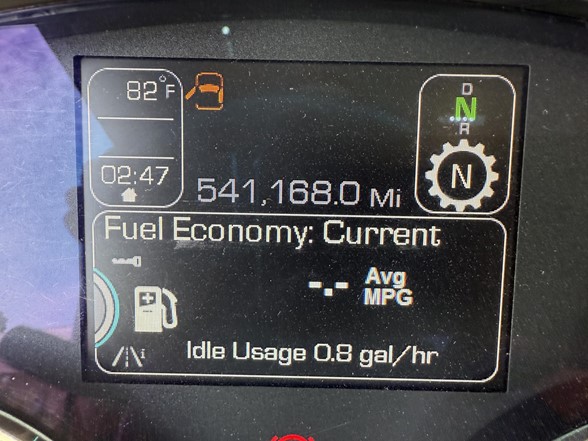 82°F
D
N
R
N
02:47
541,168.0 Mi
Fuel Economy: Current
-.- Avg
MPG
Idle Usage 0.8 gal/hr